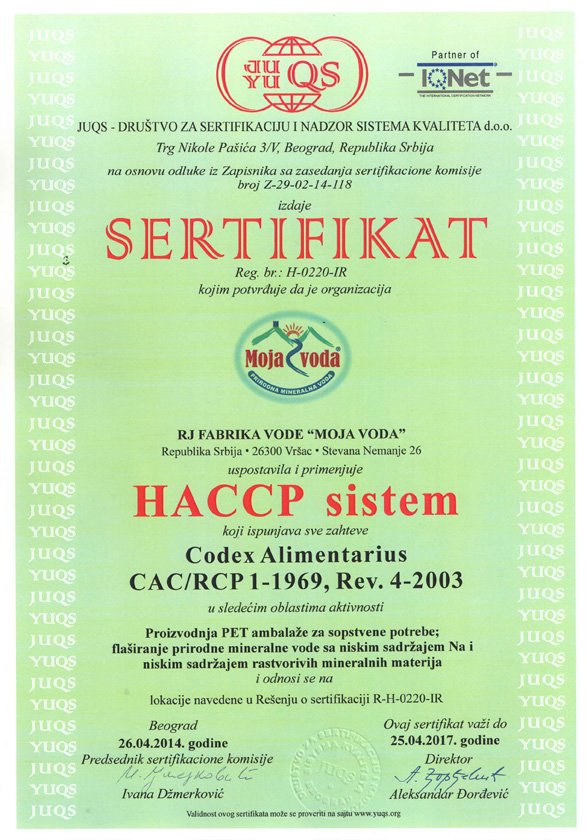 JU QS
YU
Partner of
IQNet
THE INTERNATIONAL CERTIFICATION NETWORK
JUQS - DRUŠTVO ZA SERTIFIKACIJU I NADZOR SISTEMA KVALITETA d.o.o.
Trg Nikole Pašića 3/V, Beograd, Republika Srbija
na osnovu odluke iz Zapisnika sa zasedanja sertifikacione komisije
broj Z-29-02-14-118
izdaje
SERTIFIKAT
Reg. br.: H-0220-IR
kojim potvrđuje da je organizacija
Moja voda®
PRIRODNA MINERALNA VODA
RJ FABRIKA VODE “MOJA VODA”
Republika Srbija • 26300 Vršac • Stevana Nemanje 26
uspostavila i primenjuje
HACCP sistem
koji ispunjava sve zahteve
Codex Alimentarius
CAC/RCP 1-1969, Rev. 4-2003
u sledećim oblastima aktivnosti
Proizvodnja PET ambalaže za sopstvene potrebe;
flaširanje prirodne mineralne vode sa niskim sadržajem Na i
niskim sadržajem rastvorivih mineralnih materija
i odnosi se na
lokacije navedene u Rešenju o sertifikaciji R-H-0220-IR
Beograd
26.04.2014. godine
Predsednik sertifikacione komisije
Ivana Džmerković
Ovaj sertifikat važi do
25.04.2017. godine
Direktor
Aleksandar Đorđević
Validnost ovog sertifikata može se proveriti na sajtu www.yuqs.org